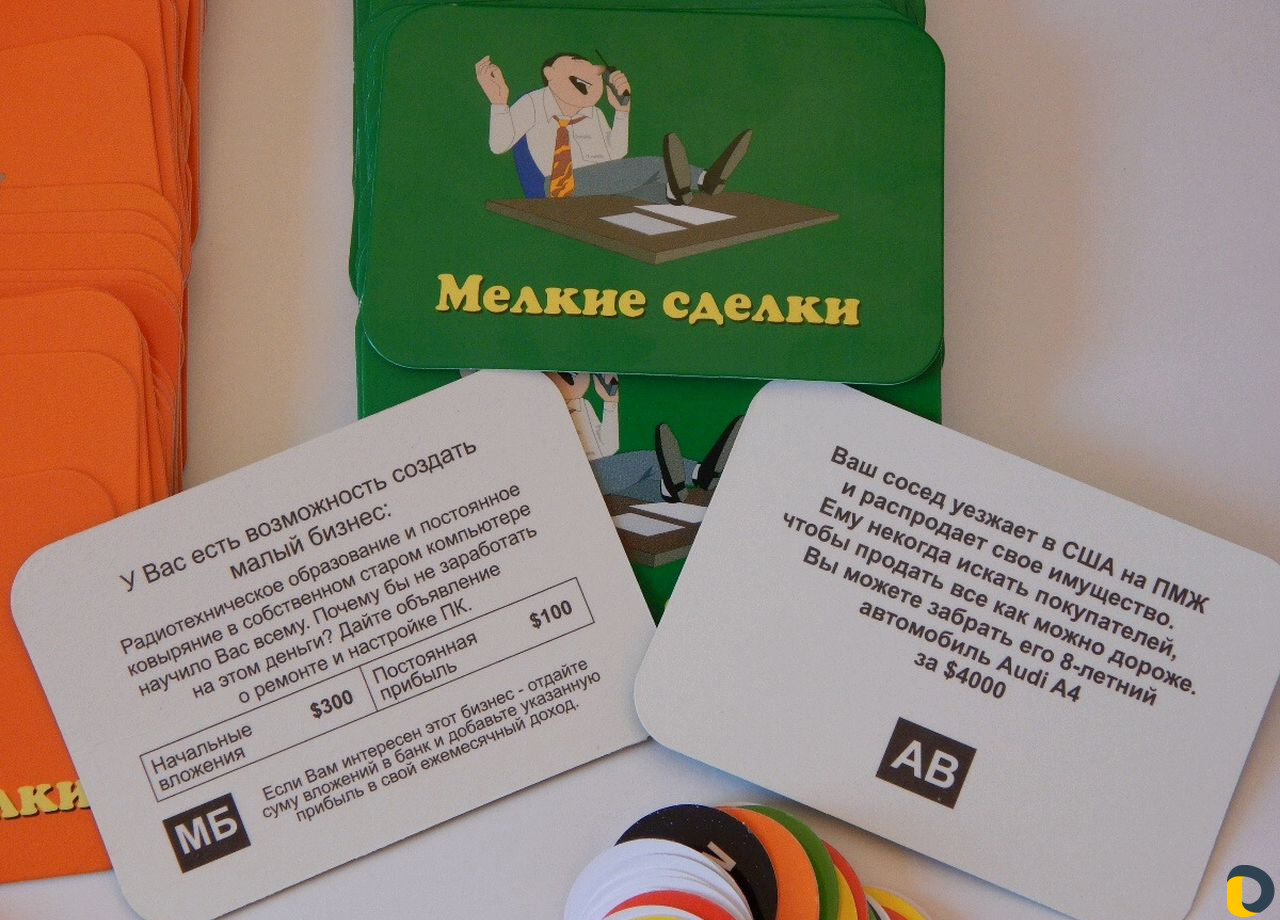 Мелкие сделки
У Вас есть возможность создать
малый бизнес:
Радиотехническое образование и постоянное
ковыряние в собственном старом компьютере
научило Вас всему. Почему бы не заработать
на этом деньги? Дайте объявление
о ремонте и настройке ПК.
Начальные
вложения
$300
Постоянная
прибыль
$100
МБ
Если Вам интересен этот бизнес - отдайте
суму вложений в банк и добавьте указанную
прибыль в свой ежемесячный доход.
Ваш сосед уезжает в США на ПМЖ
и распродает свое имущество.
Ему некогда искать покупателей,
чтобы продать все как можно дороже.
Вы можете забрать его 8-летний
автомобиль Audi A4
за $4000
АВ
лки